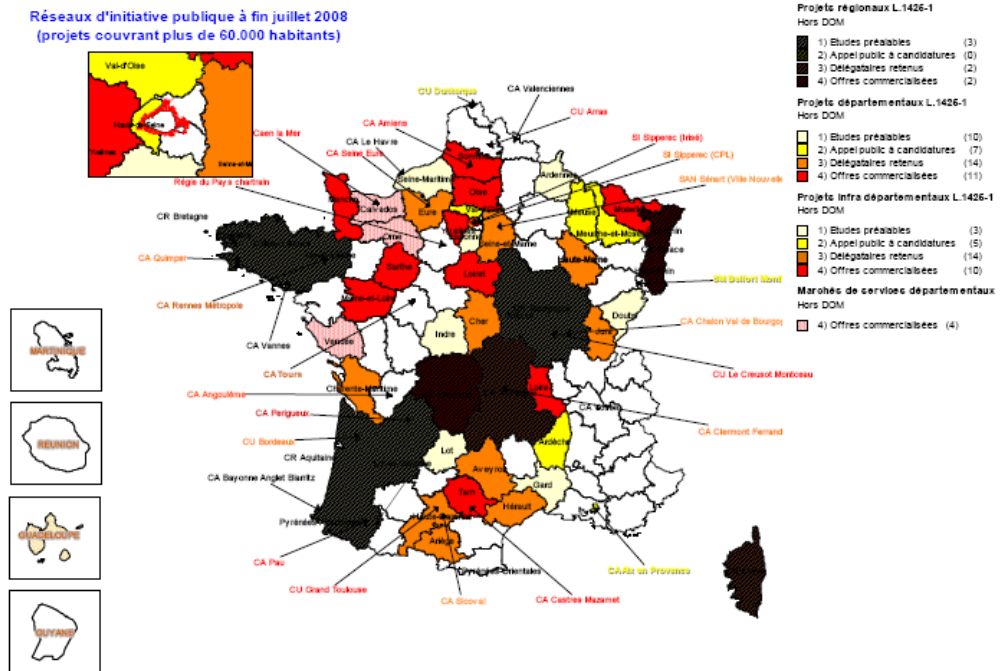 Réseaux d'initiative publique à fin juillet 2008
(projets couvrant plus de 60.000 habitants)
Projets régionaux L.1425-1
Hors DOM
1) Etudes préalables (3)
2) Appel public à candidatures (0)
3) Délégataires retenus (2)
4) Offres commercialisées (2)
Projets départementaux L.1425-1
Hors DOM
1) Etudes préalables (10)
2) Appel public à candidatures (7)
3) Délégataires retenus (14)
4) Offres commercialisées (11)
Projets infra départementaux L.1425-1
Hors DOM
1) Etudes préalables (3)
2) Appel public à candidatures (5)
3) Délégataires retenus (14)
4) Offres commercialisées (10)
Marchés de services départementaux
Hors DOM
4) Offres commercialisées (4)
Val-d'Oise
CU Dunkerque
CA Valenciennes
CU Arras
CA Amiens
Caen la Mer
CA Le Havre
CA Seine Eure
SI Sipperec (Irisé)
SI Sipperec (CPL)
SAN Sénart (Ville Nouvelle
Régie du Pays chartrain
Somme
Oise
Seine-Maritime
Ardennes
Eure
Calvados
Manche
Orne
Meuse
Moselle
Seine-et-Marne
Haute-Marne
CR Bretagne
CA Quimper
CA Rennes Métropole
CA Vannes
Sarthe
Loiret
Maine-et-Loire
Vendée
Indre
Cher
Doubs
Jura
SM Belfort Mont
CA Chalon Val de Bourgog
CU Le Creusot Montceau
CA Tours
CA Angoulême
CA Perigueux
CU Bordeaux
CR Aquitaine
CA Bayonne Anglet Biarritz
CA Pau
CU Grand Toulouse
CA Sicoval
CA Castres Mazamet
CA Aix en Provence
CA Clermont Ferrand
Loire
Ardèche
Lot
Aveyron
Gard
Tarn
Hérault
Ariège
Pyrénées-Orientales
MARTINIQUE
REUNION
GUADELOUPE
GUYANE